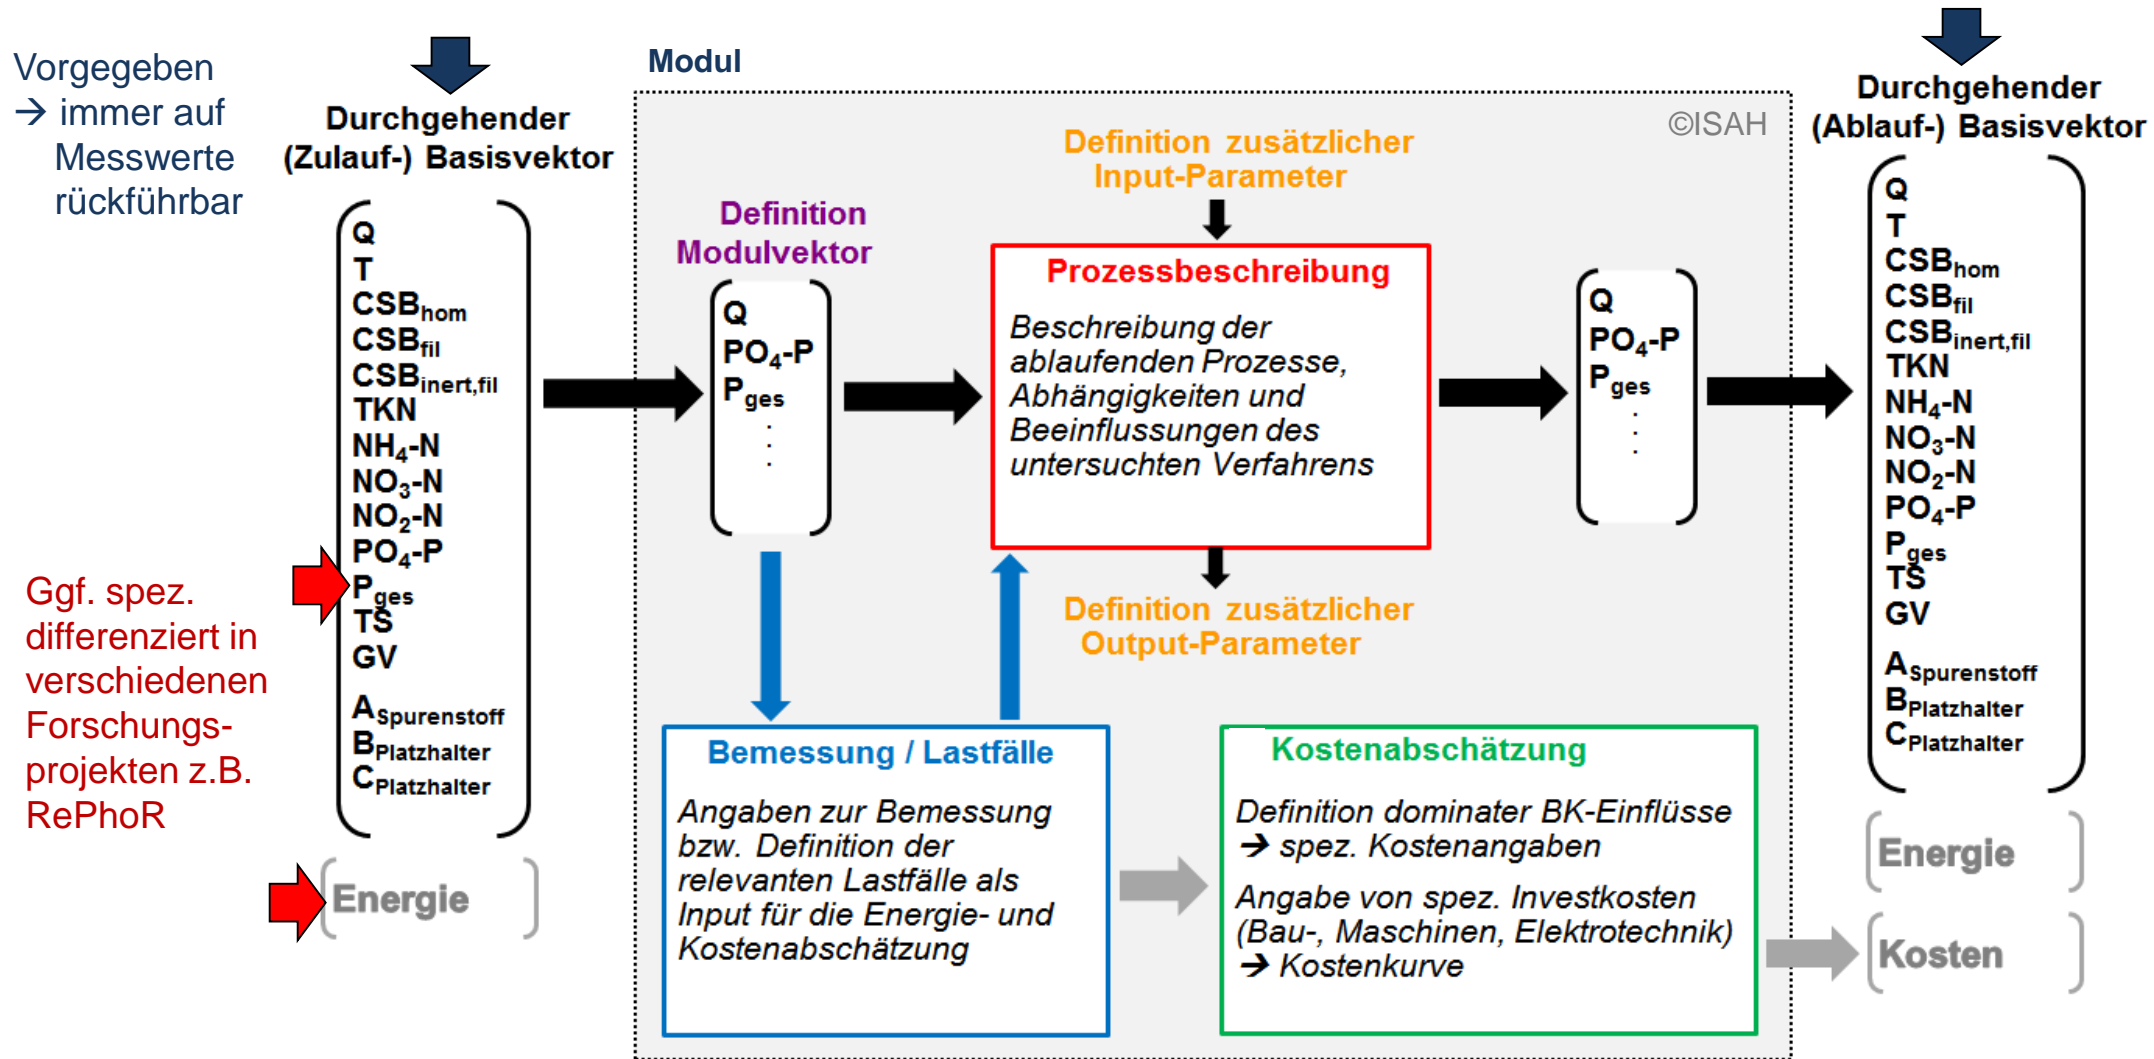 Vorgegeben
→ immer auf
Messwerte
rückführbar
Durchgehender
(Zulauf-) Basisvektor
Q
T
CSBhom
CSBfil
CSBinert,fil
TKN
NH4-N
NO3-N
NO2-N
PO4-P
Pges
TS
GV
ASpurenstoff
BPlatzhalter
CPlatzhalter
Energie
Ggf. spez.
differenziert in
verschiedenen
Forschungs-
projekten z.B.
RePhoR
Modul
©ISAH
Definition
Modulvektor
Q
PO4-P
Pges
.
.
.
Definition zusätzlicher
Input-Parameter
Prozessbeschreibung
Beschreibung der
ablaufenden Prozesse,
Abhängigkeiten und
Beeinflussungen des
untersuchten Verfahrens
Definition zusätzlicher
Output-Parameter
Q
PO4-P
Pges
.
.
.
Bemessung / Lastfälle
Angaben zur Bemessung
bzw. Definition der
relevanten Lastfälle als
Input für die Energie- und
Kostenabschätzung
Kostenabschätzung
Definition dominater BK-Einflüsse
→ spez. Kostenangaben
Angabe von spez. Investkosten
(Bau-, Maschinen, Elektrotechnik)
→ Kostenkurve
Durchgehender
(Ablauf-) Basisvektor
Q
T
CSBhom
CSBfil
CSBinert,fil
TKN
NH4-N
NO3-N
NO2-N
PO4-P
Pges
TS
GV
ASpurenstoff
BPlatzhalter
CPlatzhalter
Energie
Kosten